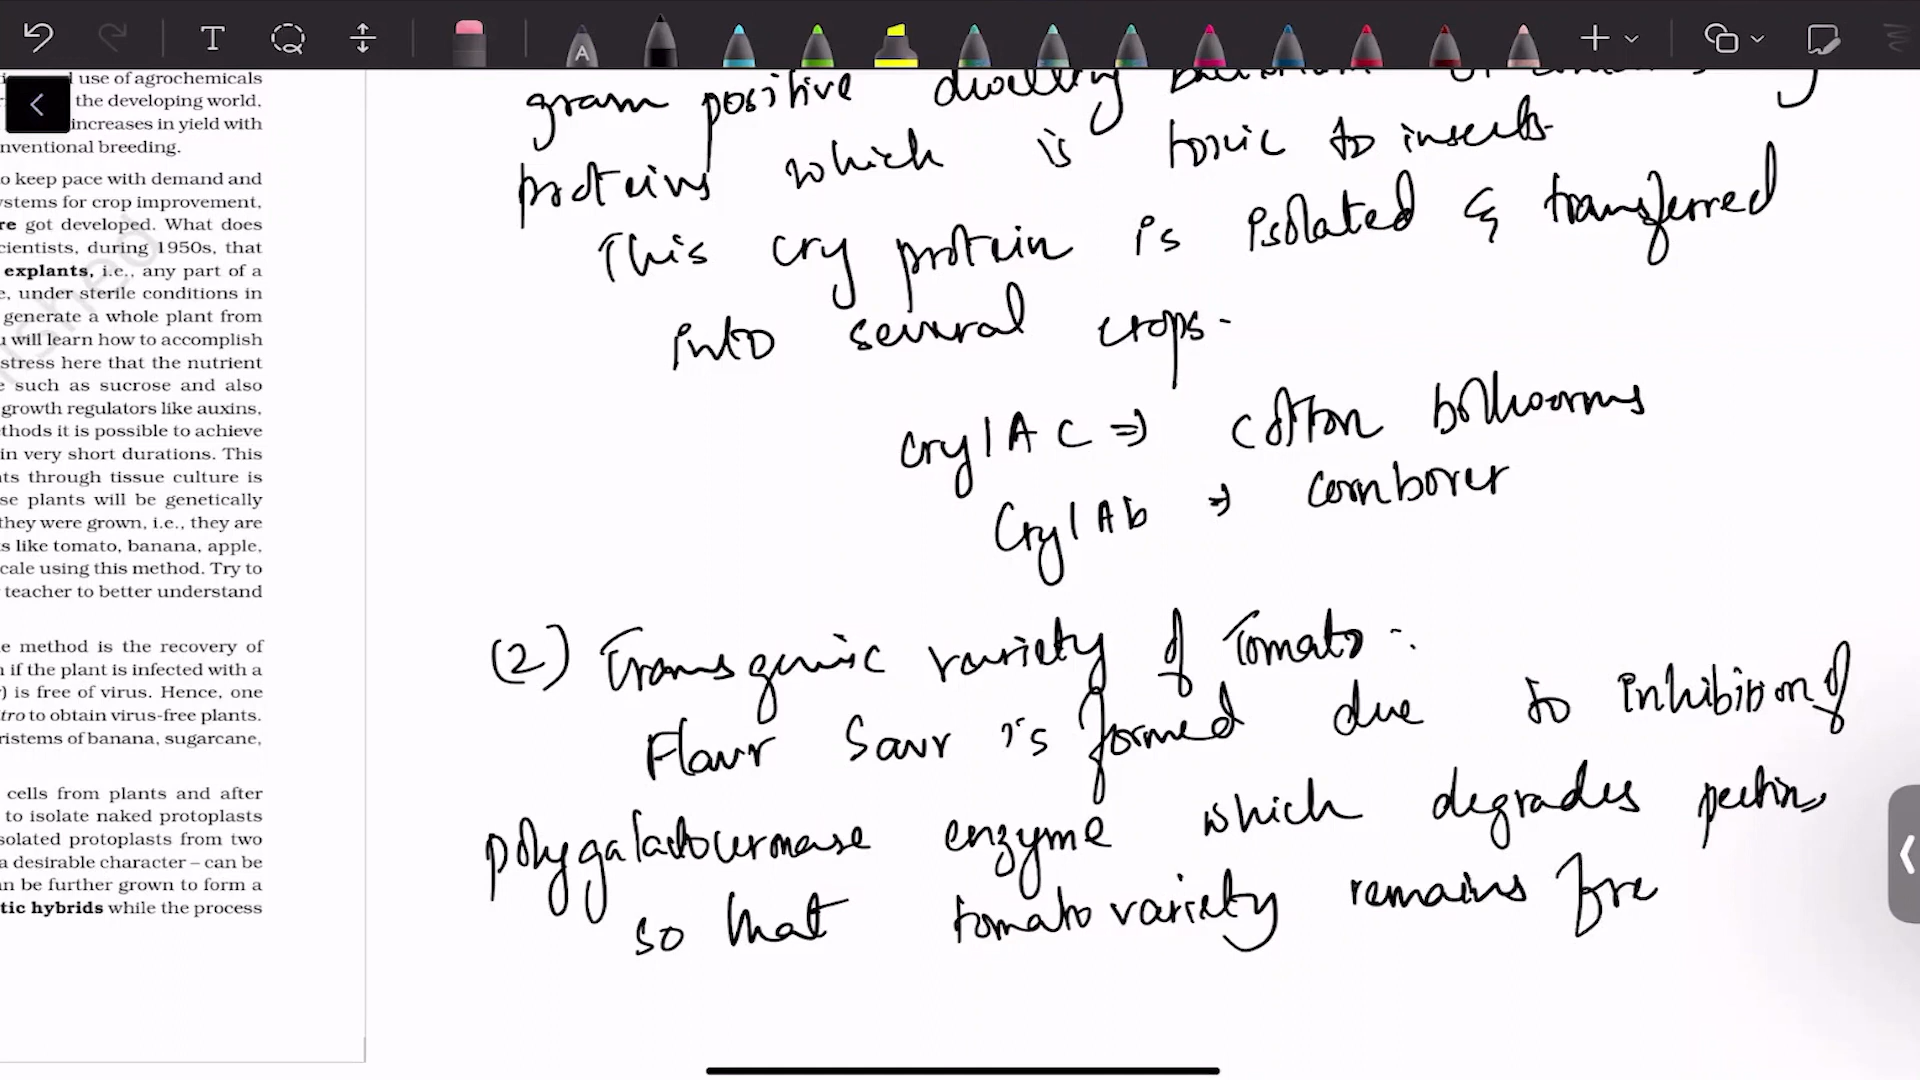 use of agrochemicals
the developing world,
increases in yield with
nventional breeding.
o keep pace with demand and
ystems for crop improvement,
re got developed. What does
cientists, during 1950s, that
explants, i.e., any part of a
e, under sterile conditions in
generate a whole plant from
u will learn how to accomplish
stress here that the nutrient
e such as sucrose and also
growth regulators like auxins,
thods it is possible to achieve
in very short durations. This
nts through tissue culture is
se plants will be genetically
they were grown, i.e., they are
s like tomato, banana, apple,
cale using this method. Try to
teacher to better understand
e method is the recovery of
n if the plant is infected with a
r) is free of virus. Hence, one
itro to obtain virus-free plants.
ristems of banana, sugarcane,
cells from plants and after
to isolate naked protoplasts
solated protoplasts from two
a desirable character – can be
an be further grown to form a
tic hybrids while the process
gram positive dwelling
proteins which is toxic to insects.
This cry protein is isolated & transferred
into several crops.
cry1AC ⇒ cotton bollworms
Cry1Ab ⇒ cornborer
(2) Transgenic variety of Tomato :
Flavr Savr is formed due to inhibition of
polygalactouronase enzyme which degrades pectin,
so that tomato variety remains fre
T
A